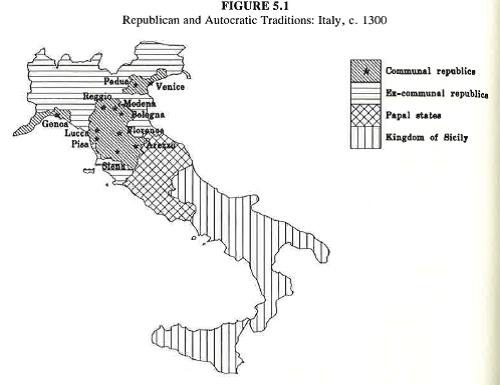 FIGURE 5.1
Republican and Autocratic Traditions: Italy, c. 1300
Padua
Venice
Reggio
Modena
Bologna
Genoa
Lucca
Florence
Pisa
Arezzo
Siena
Communal republics
Ex-communal republics
Papal states
Kingdom of Sicily